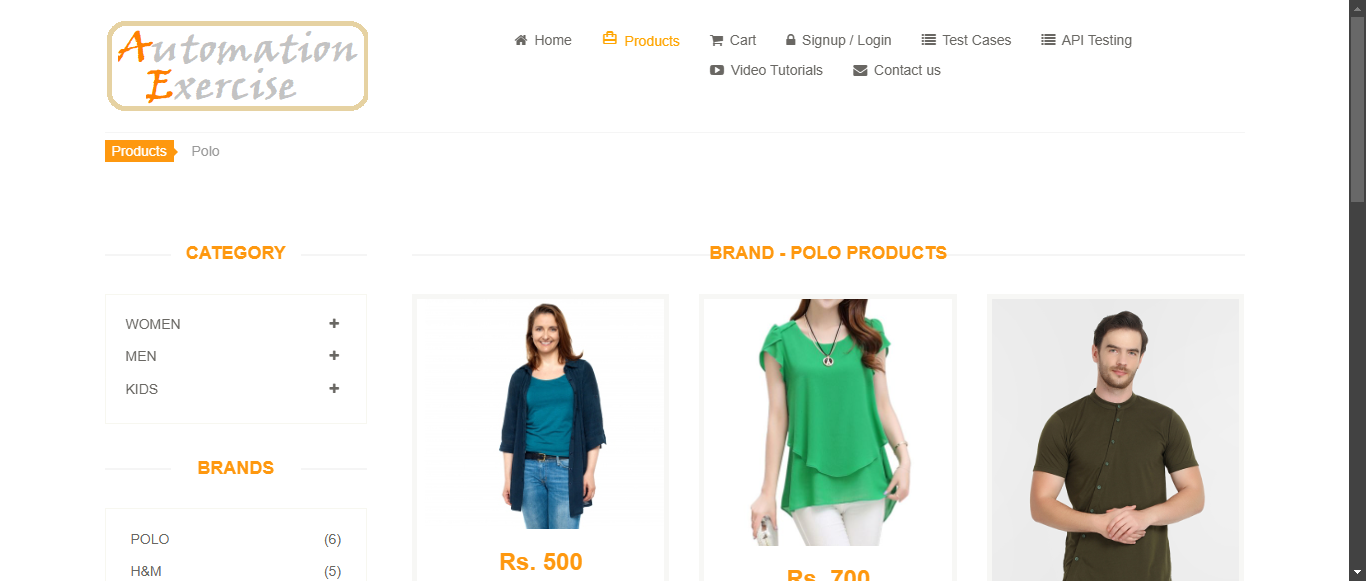 Automation
Exercise
Home
Products
Cart
Signup / Login
Test Cases
API Testing
Video Tutorials
Contact us
Products
Polo
CATEGORY
WOMEN
MEN
KIDS
BRANDS
POLO (6)
H&M (5)
BRAND - POLO PRODUCTS
Rs. 500
Rs. 700